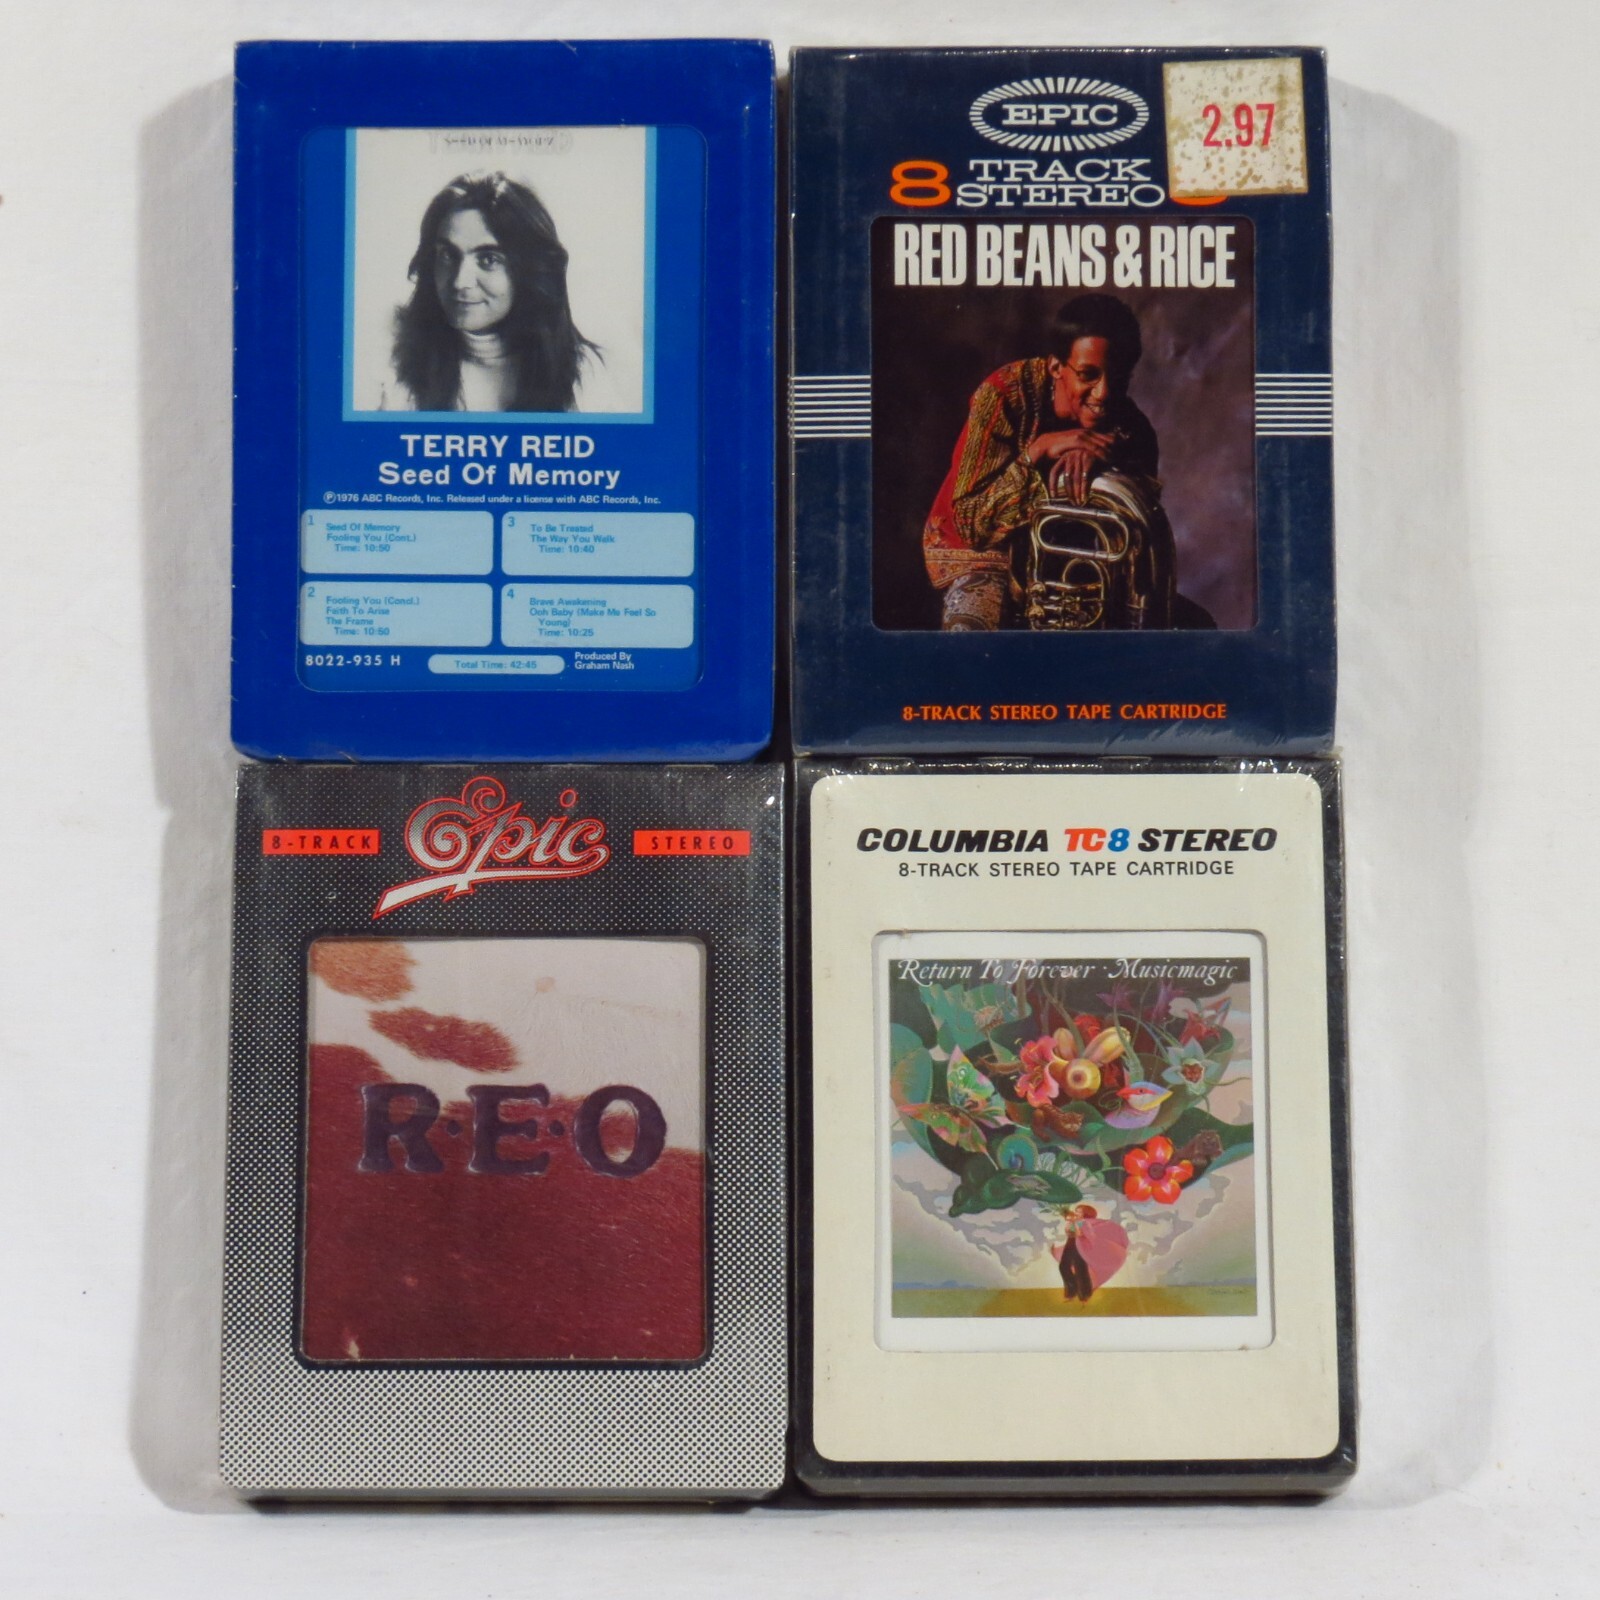 TERRY REID
Seed Of Memory
Ⓟ1976 ABC Records, Inc. Released under a license with ABC Records, Inc.
1
Seed Of Memory
Fooling You (Cont.)
Time: 10:50
3
To Be Treated
The Way You Walk
Time: 10:40
2
Fooling You (Concl.)
Faith To Arise
The Frame
Time: 10:50
4
Brave Awakening
Ooh Baby (Make Me Feel So
Young)
Time: 10:25
8022-935 H
Total Time: 42:45
Produced By
Graham Nash
EPIC
2.97
8 TRACK
STEREO
RED BEANS & RICE
8-TRACK STEREO TAPE CARTRIDGE
8-TRACK
Epic
STEREO
R·E·O
COLUMBIA TC8 STEREO
8-TRACK STEREO TAPE CARTRIDGE
Return To Forever · Musicmagic